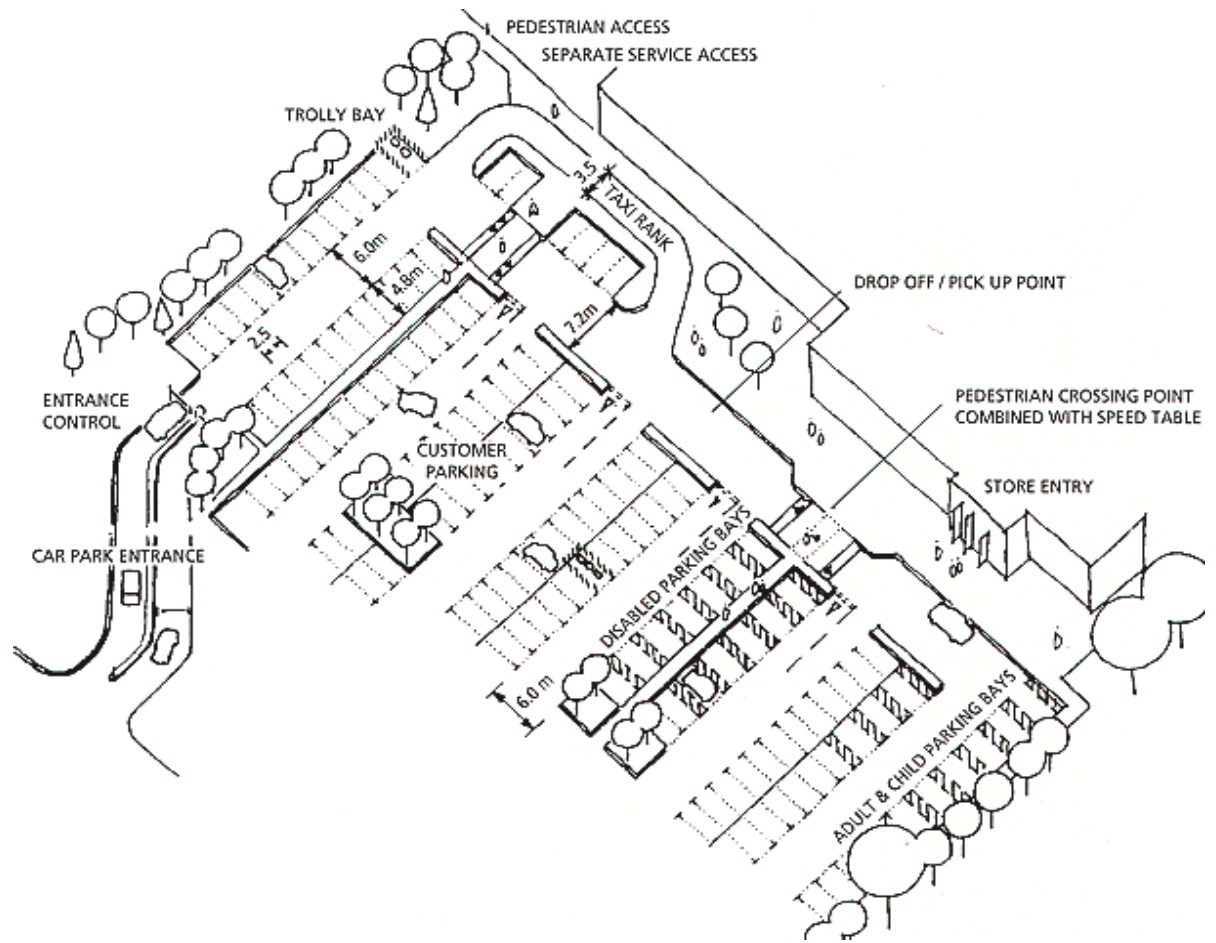 PEDESTRIAN ACCESS
SEPARATE SERVICE ACCESS
TROLLY BAY
3.5
TAXI RANK
6.0m
4.8m
2.5
7.2m
DROP OFF / PICK UP POINT
ENTRANCE
CONTROL
PEDESTRIAN CROSSING POINT
COMBINED WITH SPEED TABLE
CUSTOMER
PARKING
STORE ENTRY
CAR PARK ENTRANCE
DISABLED PARKING BAYS
6.0 m
ADULT & CHILD PARKING BAYS